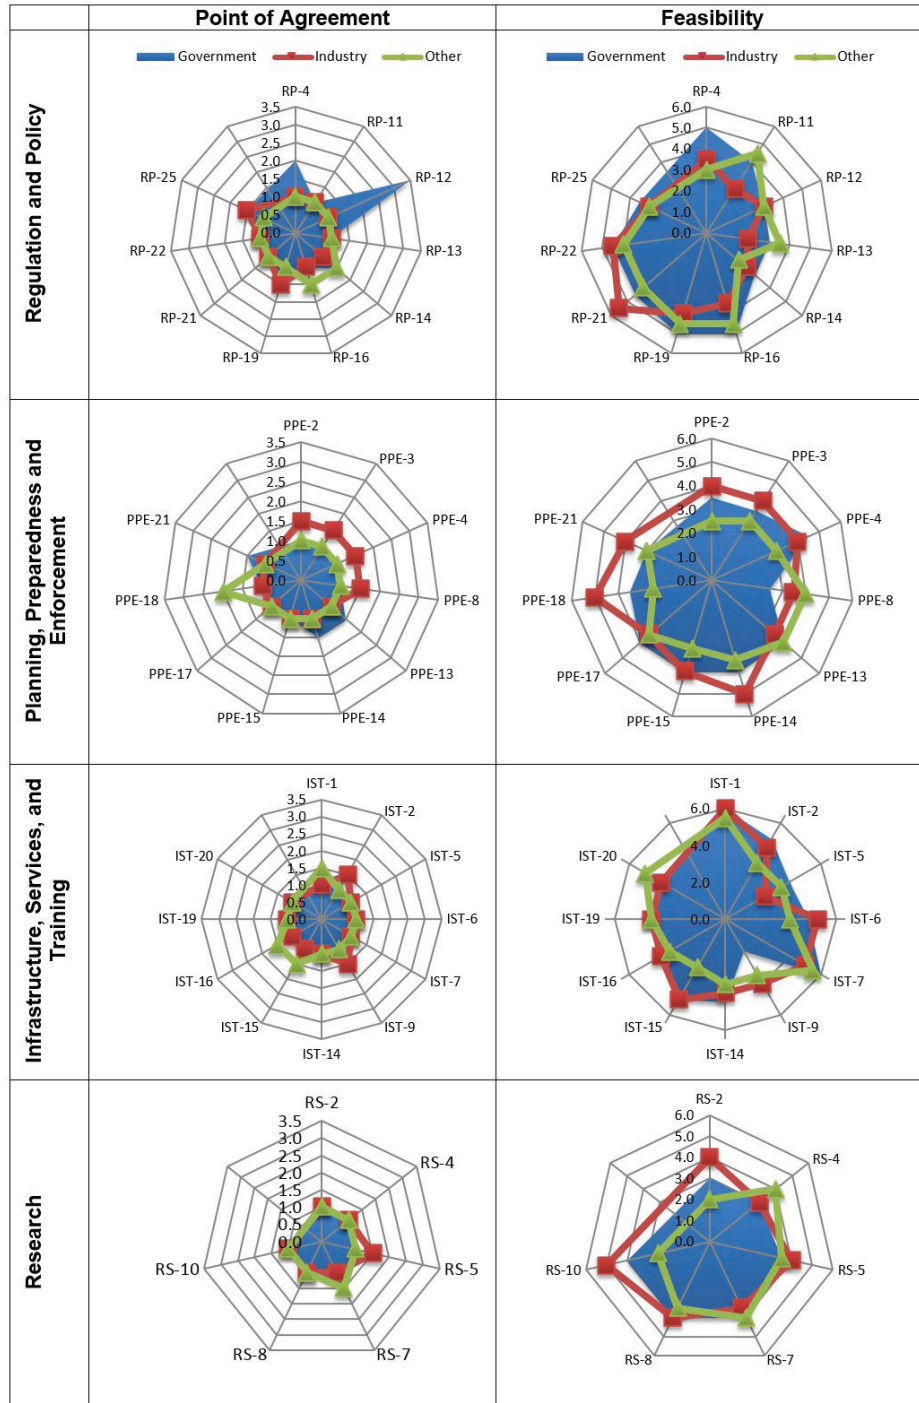 Point of Agreement
Feasibility
Regulation and Policy
Government Industry Other
RP-4
3.5
3.0
2.5
2.0
1.5
1.0
0.5
0.0
RP-11
RP-12
RP-13
RP-14
RP-16
RP-19
RP-21
RP-22
RP-25
Government Industry Other
RP-4
6.0
5.0
4.0
3.0
2.0
1.0
0.0
RP-11
RP-12
RP-13
RP-14
RP-16
RP-19
RP-21
RP-22
RP-25
Planning, Preparedness and
Enforcement
PPE-2
3.5
3.0
2.5
2.0
1.5
1.0
0.5
0.0
PPE-3
PPE-4
PPE-8
PPE-13
PPE-14
PPE-15
PPE-17
PPE-18
PPE-21
PPE-2
6.0
5.0
4.0
3.0
2.0
1.0
0.0
PPE-3
PPE-4
PPE-8
PPE-13
PPE-14
PPE-15
PPE-17
PPE-18
PPE-21
Infrastructure, Services, and
Training
IST-1
3.5
3.0
2.5
2.0
1.5
1.0
0.5
0.0
IST-2
IST-5
IST-6
IST-7
IST-9
IST-14
IST-15
IST-16
IST-19
IST-20
IST-1
6.0
4.0
2.0
0.0
IST-2
IST-5
IST-6
IST-7
IST-9
IST-14
IST-15
IST-16
IST-19
IST-20
Research
RS-2
3.5
3.0
2.5
2.0
1.5
1.0
0.5
0.0
RS-4
RS-5
RS-7
RS-8
RS-10
RS-2
6.0
5.0
4.0
3.0
2.0
1.0
0.0
RS-4
RS-5
RS-7
RS-8
RS-10